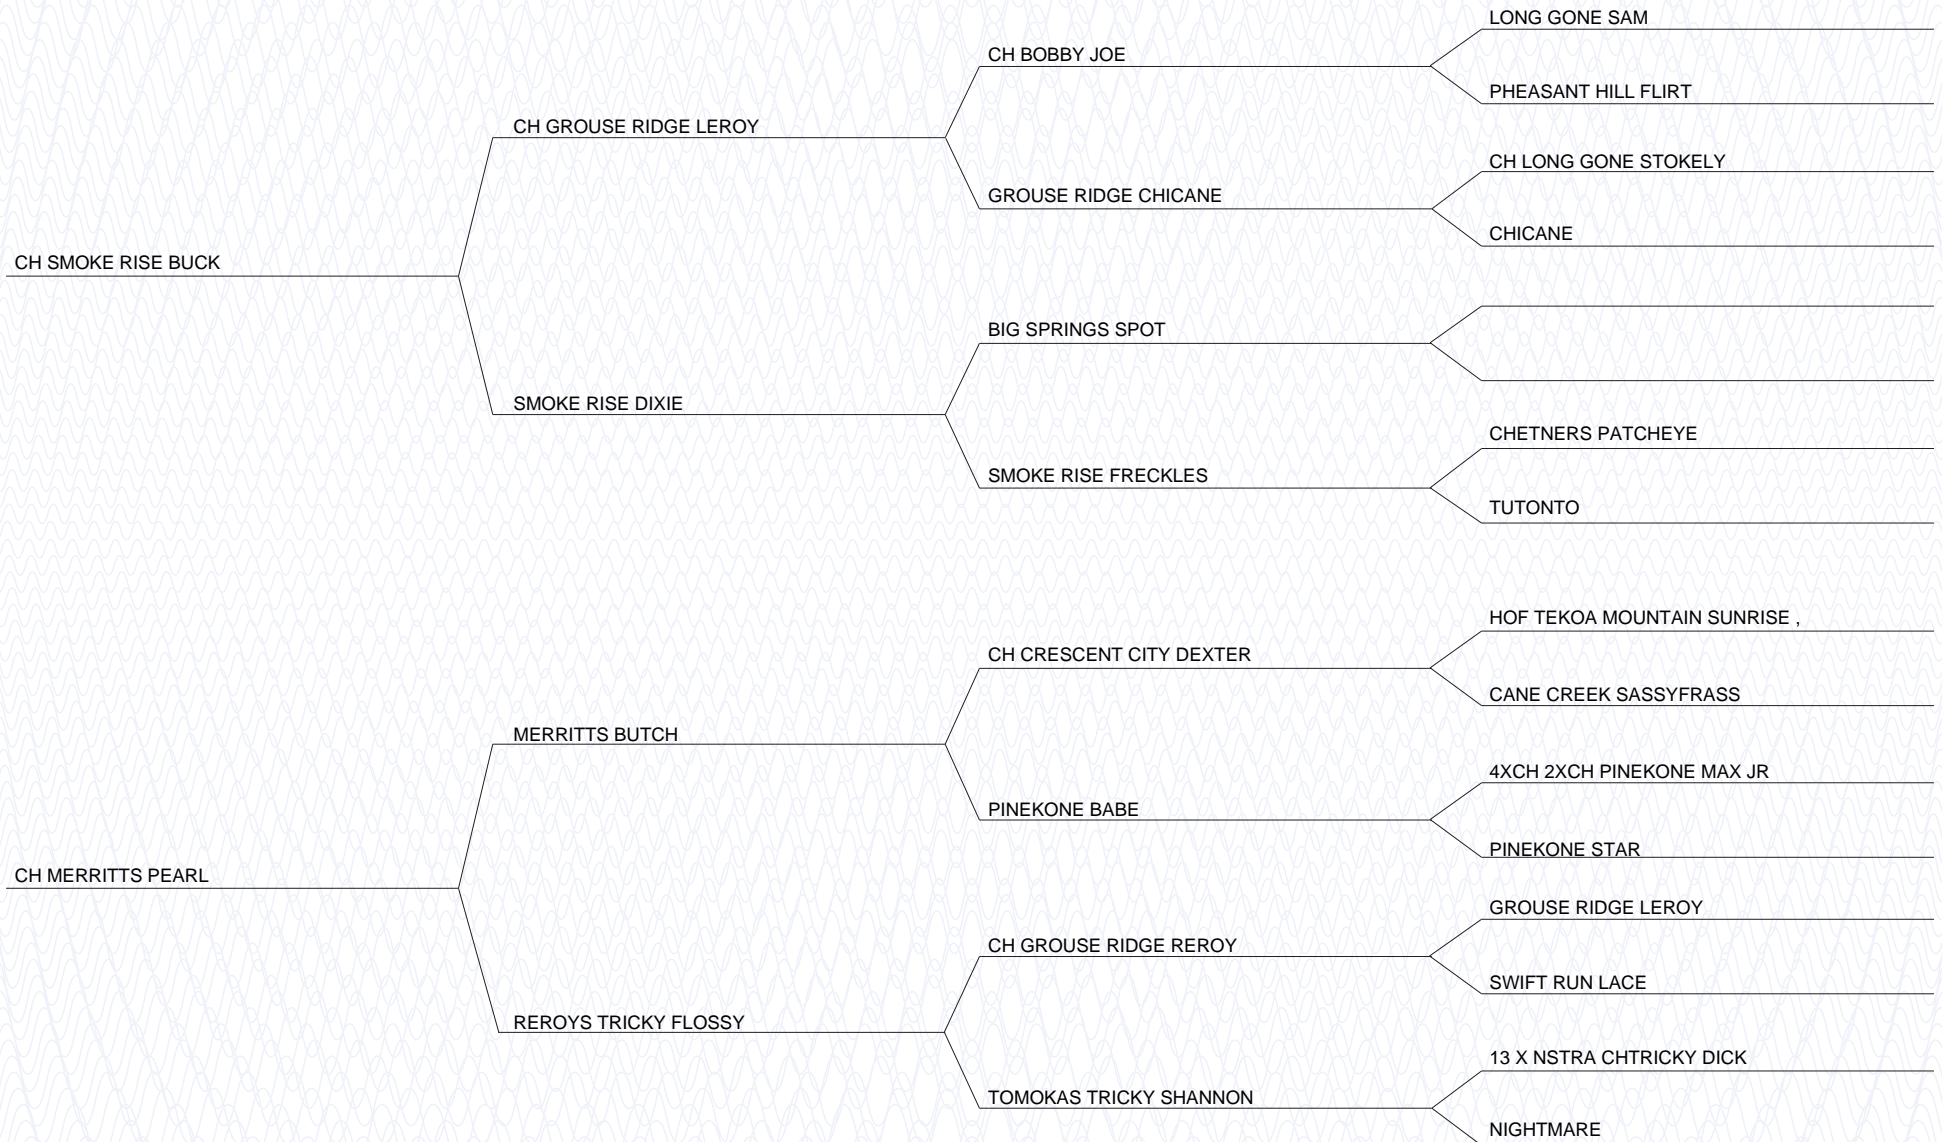 LONG GONE SAM
CH BOBBY JOE
PHEASANT HILL FLIRT
CH GROUSE RIDGE LEROY
CH LONG GONE STOKELY
GROUSE RIDGE CHICANE
CHICANE
CH SMOKE RISE BUCK
BIG SPRINGS SPOT
SMOKE RISE DIXIE
CHETNERS PATCHEYE
SMOKE RISE FRECKLES
TUTONTO
HOF TEKOA MOUNTAIN SUNRISE ,
CH CRESCENT CITY DEXTER
CANE CREEK SASSYFRASS
MERRITTS BUTCH
4XCH 2XCH PINEKONE MAX JR
PINEKONE BABE
PINEKONE STAR
CH MERRITTS PEARL
GROUSE RIDGE LEROY
CH GROUSE RIDGE REROY
SWIFT RUN LACE
REROYS TRICKY FLOSSY
13 X NSTRA CHTRICKY DICK
TOMOKAS TRICKY SHANNON
NIGHTMARE